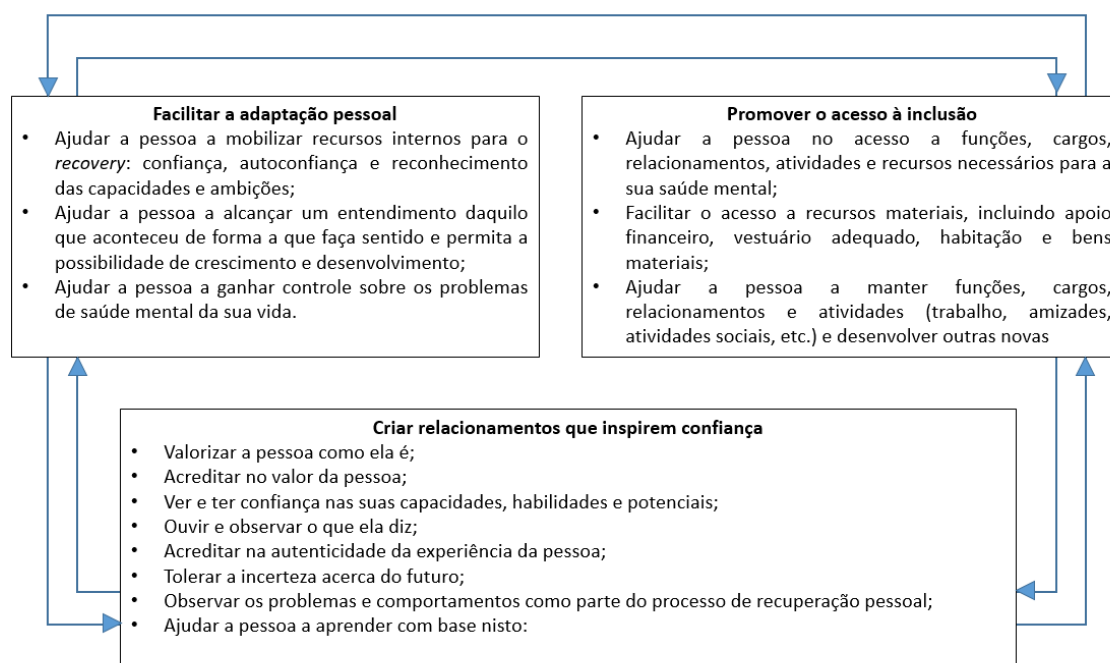 Facilitar a adaptação pessoal
• Ajudar a pessoa a mobilizar recursos internos para o
recovery: confiança, autoconfiança e reconhecimento
das capacidades e ambições;
• Ajudar a pessoa a alcançar um entendimento daquilo
que aconteceu de forma a que faça sentido e permita a
possibilidade de crescimento e desenvolvimento;
• Ajudar a pessoa a ganhar controle sobre os problemas
de saúde mental da sua vida.
Promover o acesso à inclusão
• Ajudar a pessoa no acesso a funções, cargos,
relacionamentos, atividades e recursos necessários para a
sua saúde mental;
• Facilitar o acesso a recursos materiais, incluindo apoio
financeiro, vestuário adequado, habitação e bens
materiais;
• Ajudar a pessoa a manter funções, cargos,
relacionamentos e atividades (trabalho, amizades,
atividades sociais, etc.) e desenvolver outras novas
Criar relacionamentos que inspirem confiança
• Valorizar a pessoa como ela é;
• Acreditar no valor da pessoa;
• Ver e ter confiança nas suas capacidades, habilidades e potenciais;
• Ouvir e observar o que ela diz;
• Acreditar na autenticidade da experiência da pessoa;
• Tolerar a incerteza acerca do futuro;
• Observar os problemas e comportamentos como parte do processo de recuperação pessoal;
• Ajudar a pessoa a aprender com base nisto: